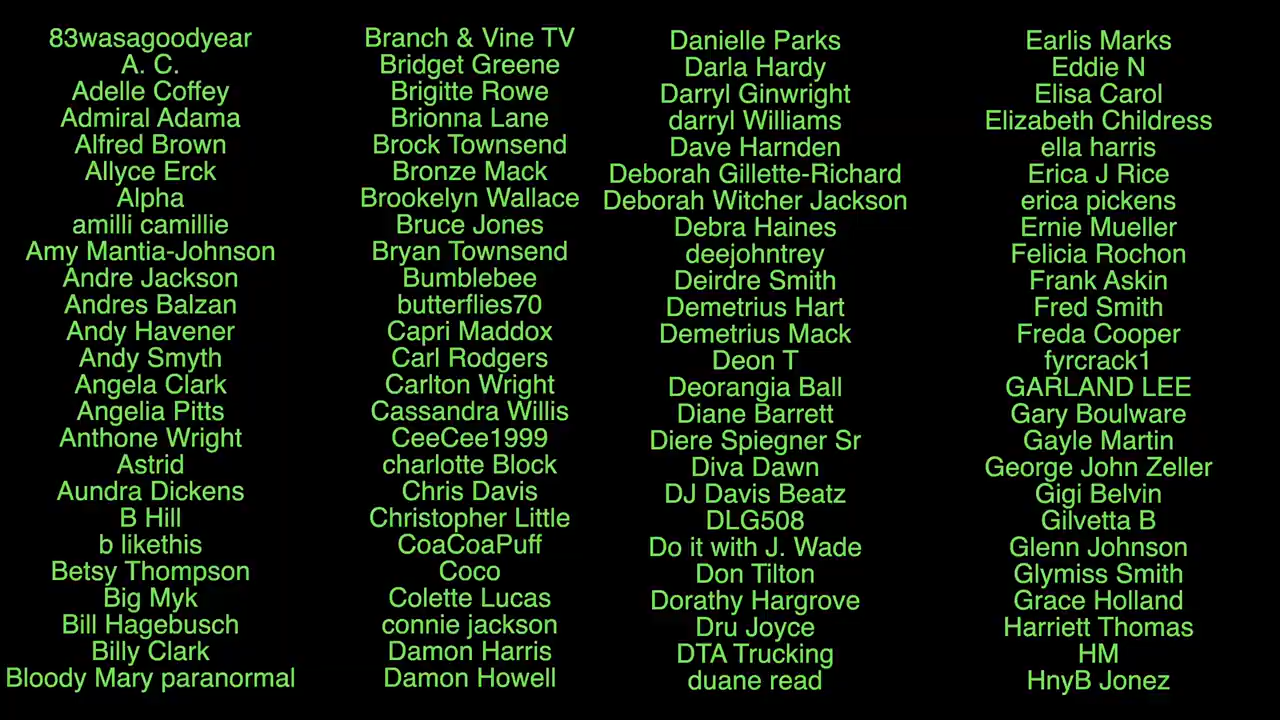 83wasagoodyear
A. C.
Adelle Coffey
Admiral Adama
Alfred Brown
Allyce Erck
Alpha
amilli camillie
Amy Mantia-Johnson
Andre Jackson
Andres Balzan
Andy Havener
Andy Smyth
Angela Clark
Angelia Pitts
Anthone Wright
Astrid
Aundra Dickens
B Hill
b likethis
Betsy Thompson
Big Myk
Bill Hagebusch
Billy Clark
Bloody Mary paranormal
Branch & Vine TV
Bridget Greene
Brigitte Rowe
Brionna Lane
Brock Townsend
Bronze Mack
Brookelyn Wallace
Bruce Jones
Bryan Townsend
Bumblebee
butterflies70
Capri Maddox
Carl Rodgers
Carlton Wright
Cassandra Willis
CeeCee1999
charlotte Block
Chris Davis
Christopher Little
CoaCoaPuff
Coco
Colette Lucas
connie jackson
Damon Harris
Damon Howell
Danielle Parks
Darla Hardy
Darryl Ginwright
darryl Williams
Dave Harnden
Deborah Gillette-Richard
Deborah Witcher Jackson
Debra Haines
deejohntrey
Deirdre Smith
Demetrius Hart
Demetrius Mack
Deon T
Deorangia Ball
Diane Barrett
Diere Spiegner Sr
Diva Dawn
DJ Davis Beatz
DLG508
Do it with J. Wade
Don Tilton
Dorathy Hargrove
Dru Joyce
DTA Trucking
duane read
Earlis Marks
Eddie N
Elisa Carol
Elizabeth Childress
ella harris
Erica J Rice
erica pickens
Ernie Mueller
Felicia Rochon
Frank Askin
Fred Smith
Freda Cooper
fyrcrack1
GARLAND LEE
Gary Boulware
Gayle Martin
George John Zeller
Gigi Belvin
Gilvetta B
Glenn Johnson
Glymiss Smith
Grace Holland
Harriett Thomas
HM
HnyB Jonez